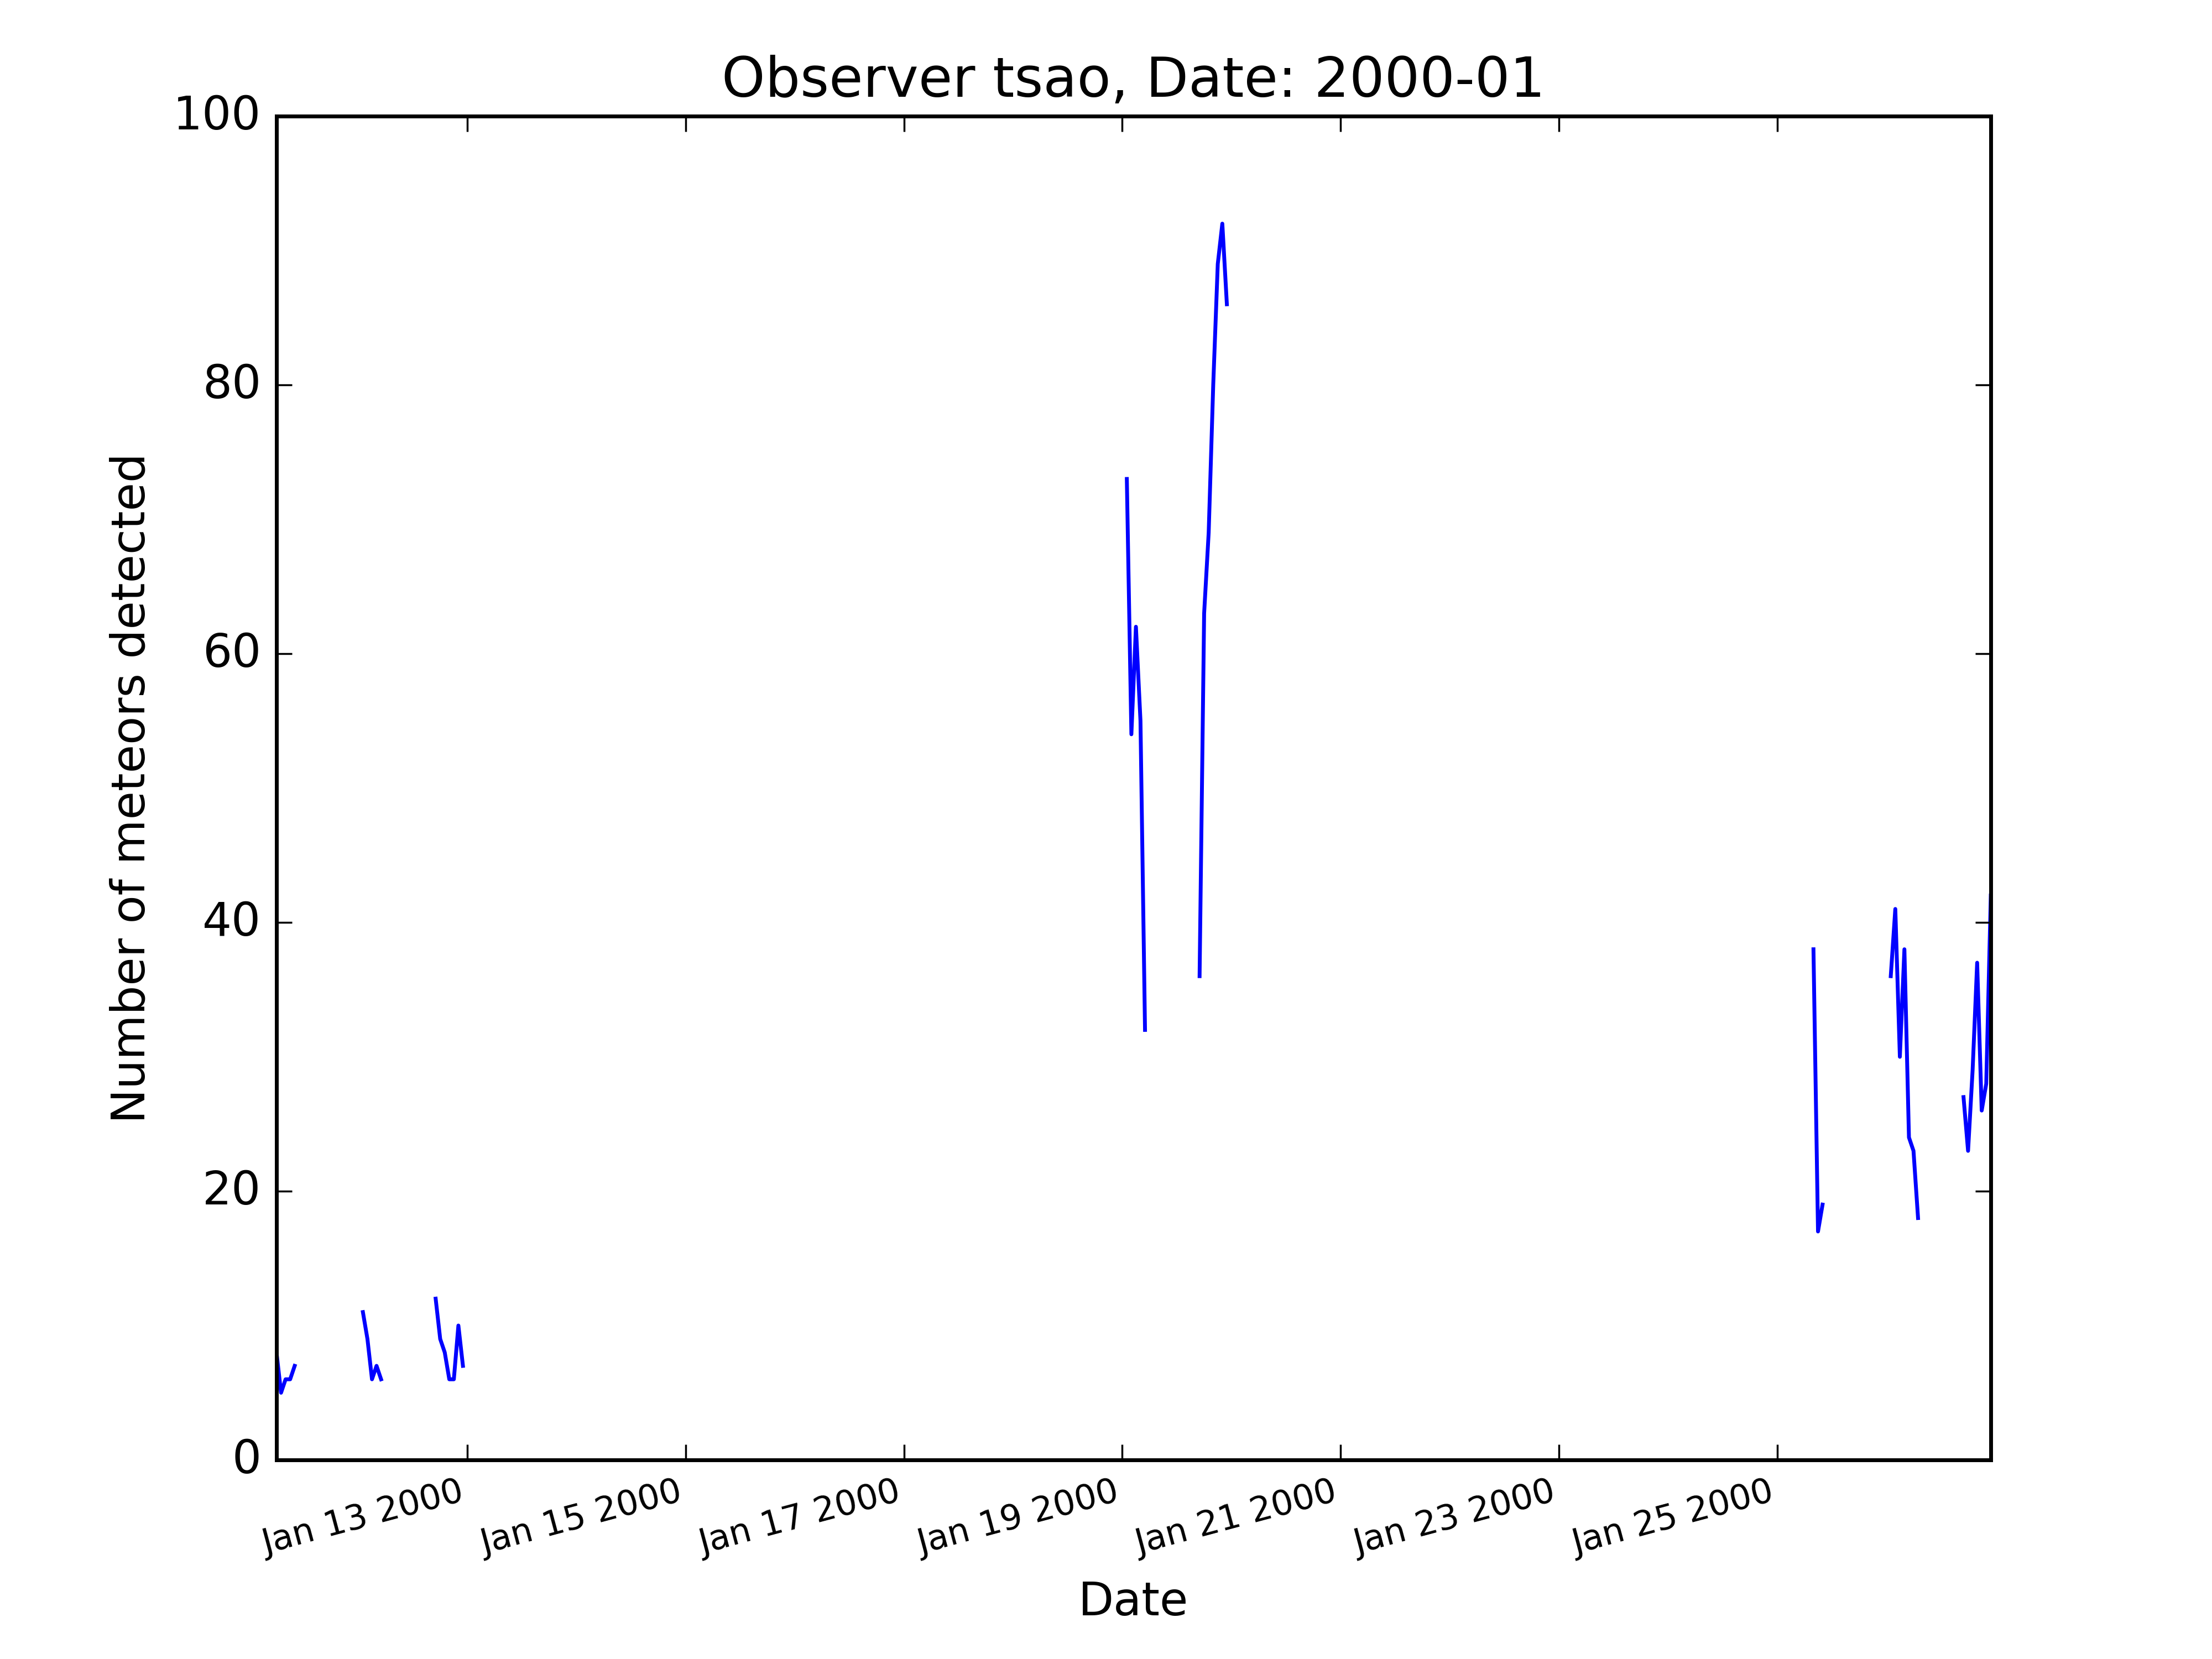 Observer tsao, Date: 2000-01
100
80
60
40
20
0
Number of meteors detected
Jan 13 2000
Jan 15 2000
Jan 17 2000
Jan 19 2000
Jan 21 2000
Jan 23 2000
Jan 25 2000
Date